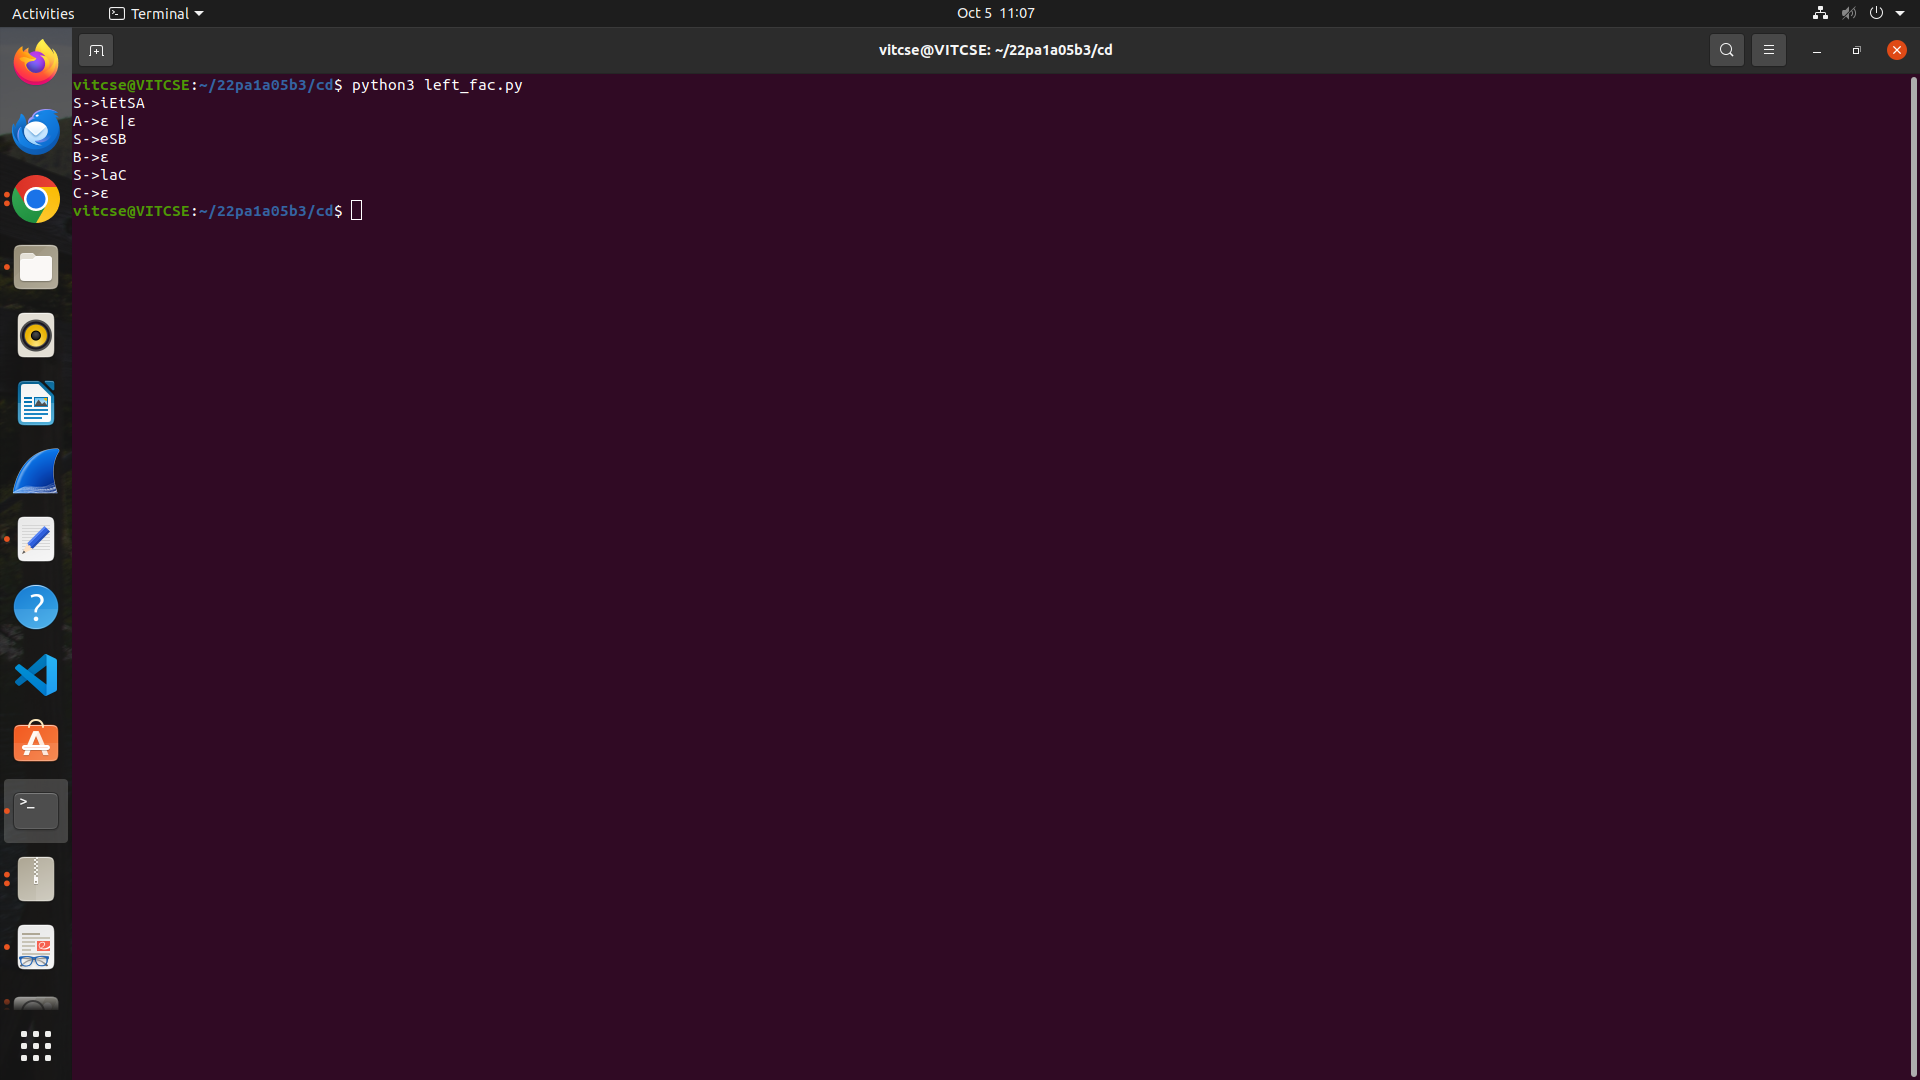 Activities
Terminal
Oct 5 11:07
vitcse@VITCSE: ~/22pa1a05b3/cd
vitcse@VITCSE:~/22pa1a05b3/cd$ python3 left_fac.py
S->iEtSA
A->ε |ε
S->eSB
B->ε
S->laC
C->ε
vitcse@VITCSE:~/22pa1a05b3/cd$